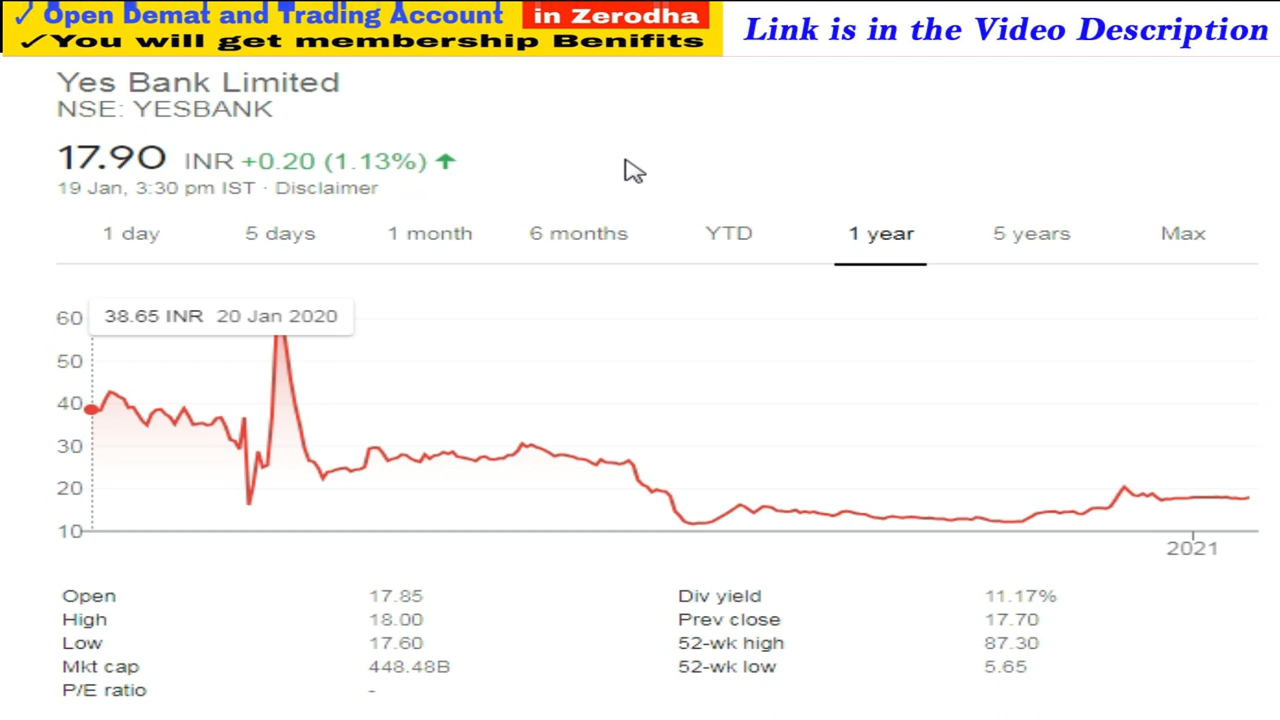 ✓ Open Demat and Trading Account in Zerodha
✓You will get membership Benifits
Link is in the Video Description
Yes Bank Limited
NSE: YESBANK
17.90 INR +0.20 (1.13%) ↑
19 Jan, 3:30 pm IST · Disclaimer
1 day 5 days 1 month 6 months YTD 1 year 5 years Max
38.65 INR 20 Jan 2020
60
50
40
30
20
10
2021
Open 17.85 Div yield 11.17%
High 18.00 Prev close 17.70
Low 17.60 52-wk high 87.30
Mkt cap 448.48B 52-wk low 5.65
P/E ratio -